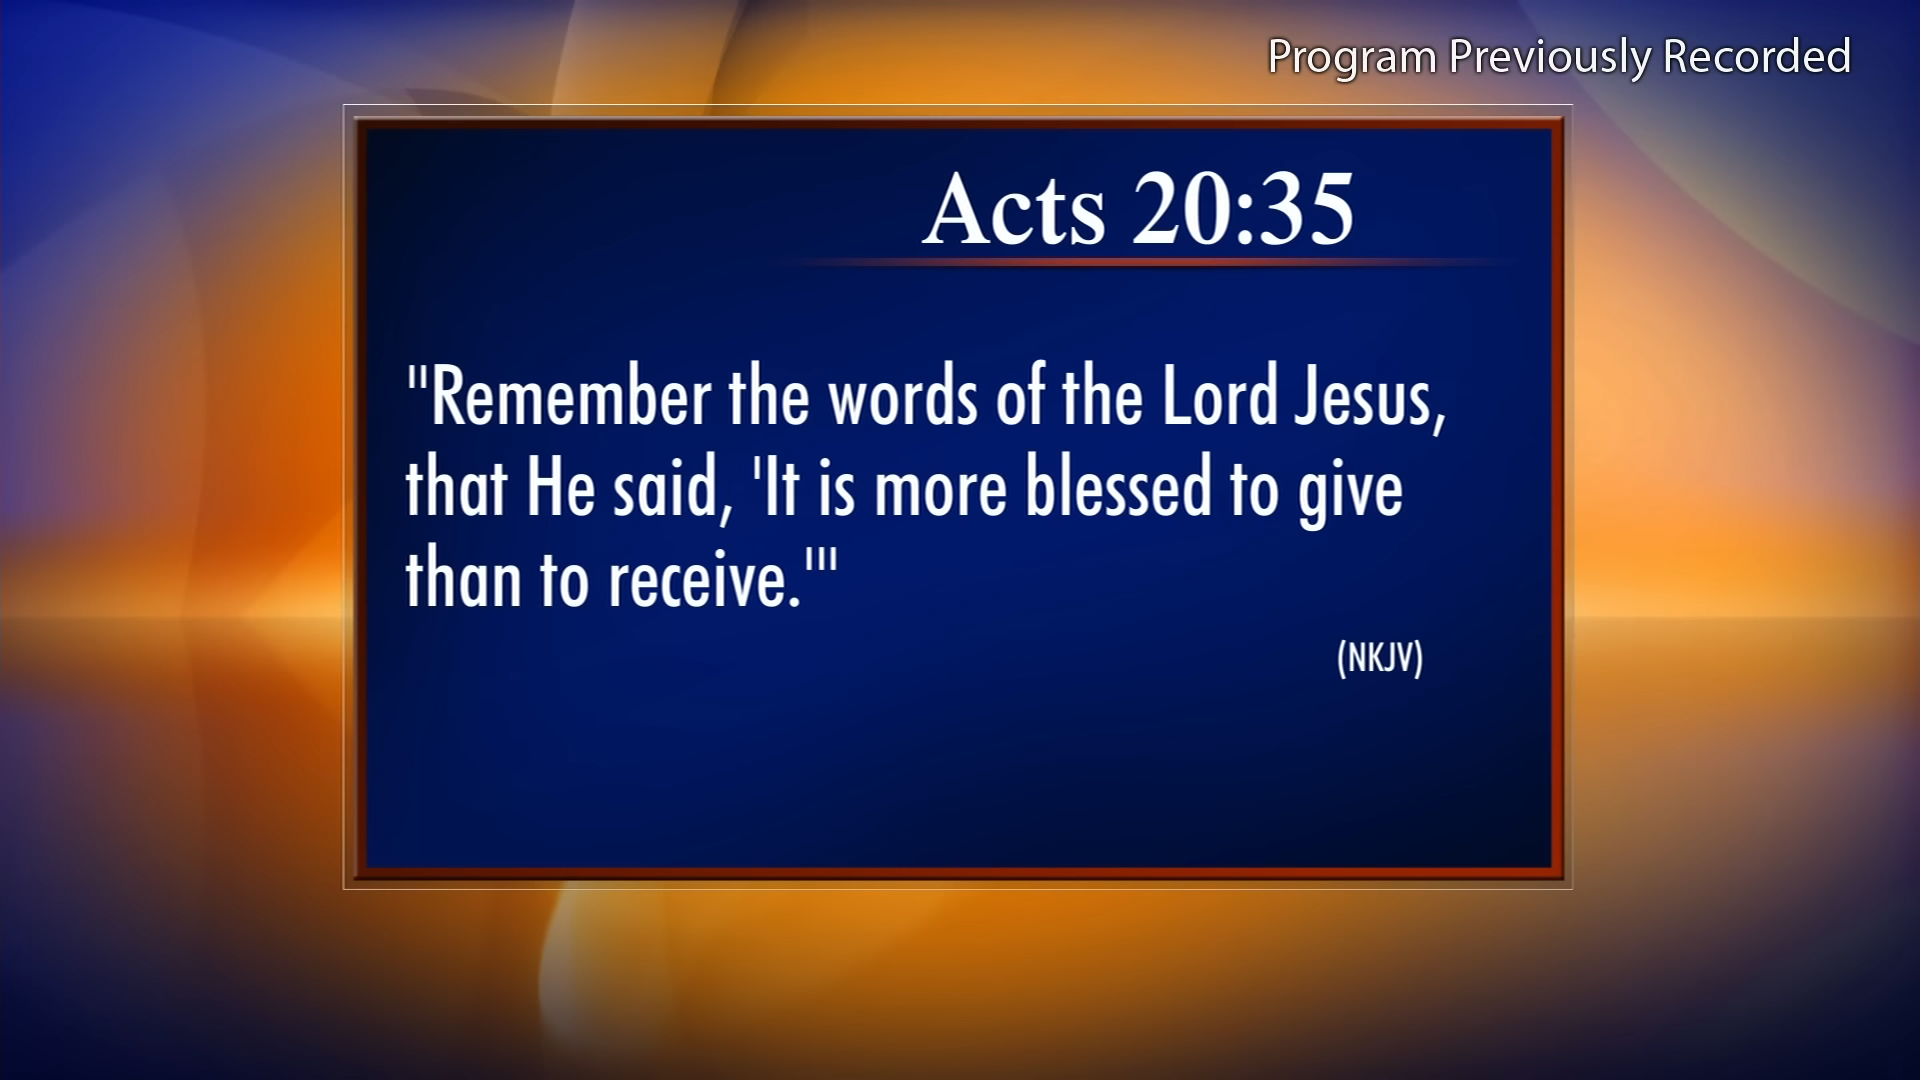 Program Previously Recorded
Acts 20:35
"Remember the words of the Lord Jesus,
that He said, 'It is more blessed to give
than to receive.'"
(NKJV)